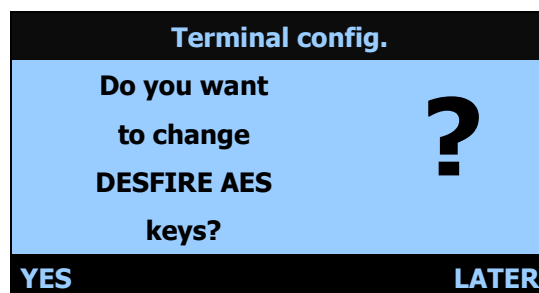 Terminal config.
Do you want
to change
?
DESFIRE AES
keys?
YES LATER